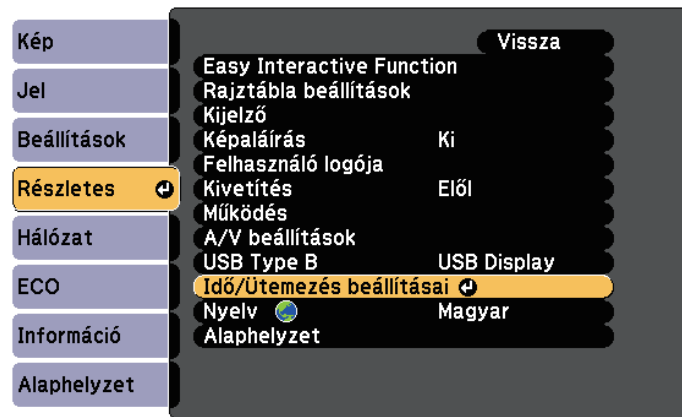 Kép
Jel
Beállítások
Részletes
Hálózat
ECO
Információ
Alaphelyzet
Vissza
Easy Interactive Function
Rajztábla beállítások
Kijelző
Képaláírás Ki
Felhasználó logója
Kivetítés Elől
Működés
A/V beállítások
USB Type B USB Display
Idő/Ütemezés beállításai
Nyelv Magyar
Alaphelyzet